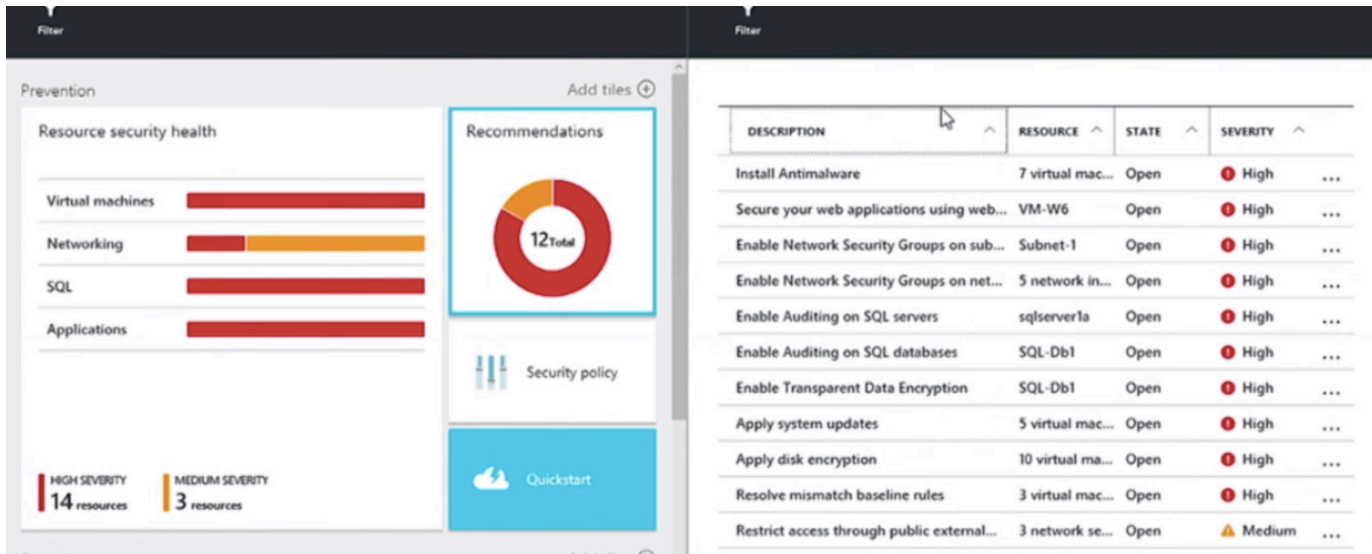 Filter
Prevention
Add tiles
Resource security health
Virtual machines
Networking
SQL
Applications
HIGH SEVERITY
14 resources
MEDIUM SEVERITY
3 resources
Recommendations
12 Total
Security policy
Quickstart
Filter
DESCRIPTION RESOURCE STATE SEVERITY
Install Antimalware 7 virtual mac... Open High ...
Secure your web applications using web... VM-W6 Open High ...
Enable Network Security Groups on sub... Subnet-1 Open High ...
Enable Network Security Groups on net... 5 network in... Open High ...
Enable Auditing on SQL servers sqlserver1a Open High ...
Enable Auditing on SQL databases SQL-Db1 Open High ...
Enable Transparent Data Encryption SQL-Db1 Open High ...
Apply system updates 5 virtual mac... Open High ...
Apply disk encryption 10 virtual ma... Open High ...
Resolve mismatch baseline rules 3 virtual mac... Open High ...
Restrict access through public external... 3 network se... Open Medium ...